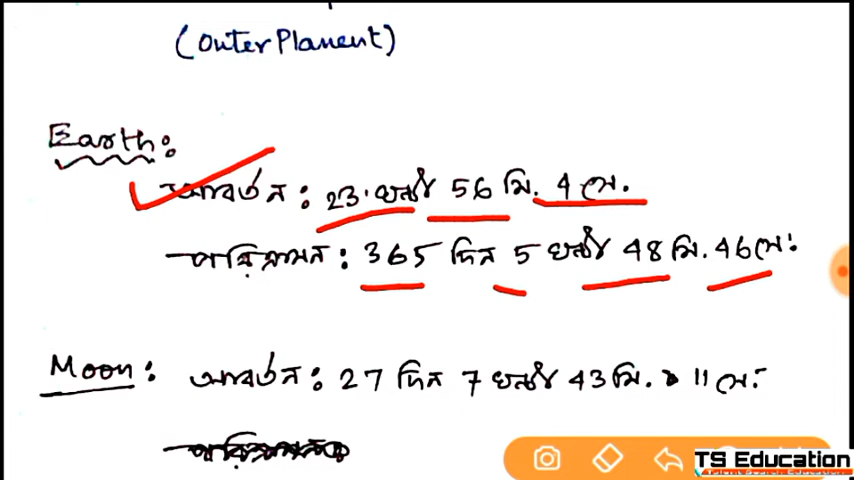 (Outer Planent)
Earth:
আবর্তন: 23 ঘন্টা 56 মি. 4 সে.
পরিক্রমন: 365 দিন 5 ঘন্টা 48 মি. 46 সে:
Moon: আবর্তন: 27 দিন 7 ঘন্টা 43 মি. 11 সে:
TS Education